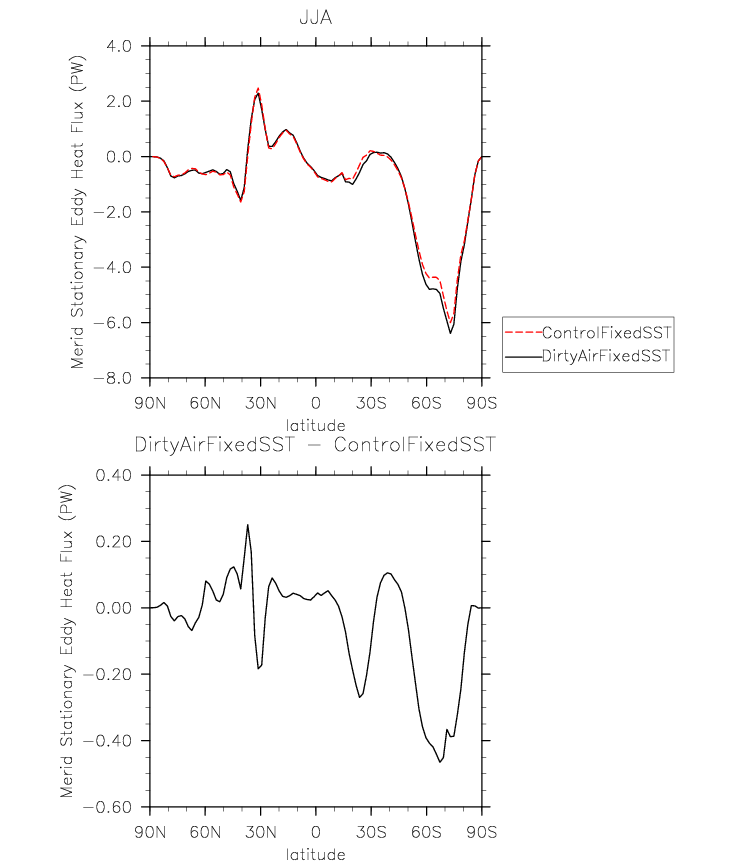 JJA
Merid Stationary Eddy Heat Flux (PW)
4.0
2.0
0.0
−2.0
−4.0
−6.0
−8.0
90N 60N 30N 0 30S 60S 90S
latitude
ControlFixedSST
DirtyAirFixedSST
DirtyAirFixedSST − ControlFixedSST
Merid Stationary Eddy Heat Flux (PW)
0.40
0.20
0.00
−0.20
−0.40
−0.60
90N 60N 30N 0 30S 60S 90S
latitude